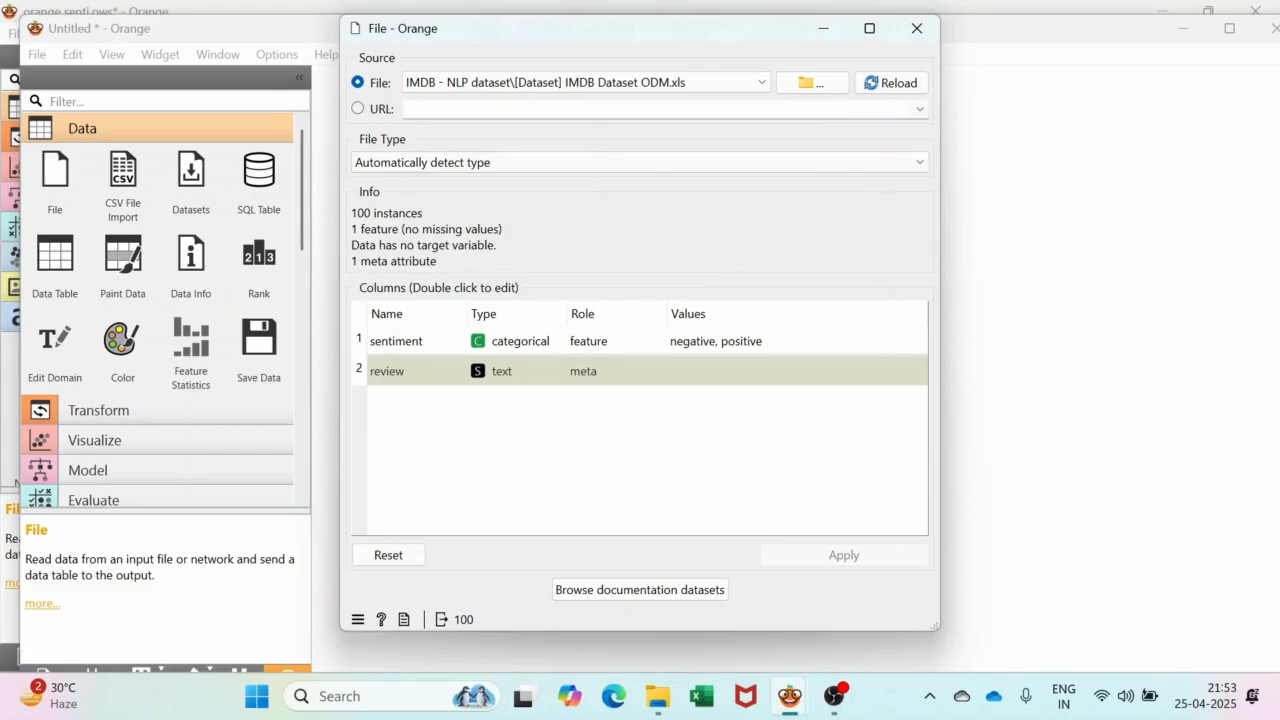 orange senti.ows* - Orange
Untitled * - Orange
File Edit View Widget Window Options Help
Filter...
Data
File
CSV File
Import
Datasets
SQL Table
Data Table
Paint Data
Data Info
Rank
Edit Domain
Color
Feature
Statistics
Save Data
Transform
Visualize
Model
Evaluate
File
Read data from an input file or network and send a
data table to the output.
more...
File - Orange
Source
File: IMDB - NLP dataset\[Dataset] IMDB Dataset ODM.xls ... Reload
URL:
File Type
Automatically detect type
Info
100 instances
1 feature (no missing values)
Data has no target variable.
1 meta attribute
Columns (Double click to edit)
Name Type Role Values
1 sentiment C categorical feature negative, positive
2 review S text meta
Reset Apply
Browse documentation datasets
100
2
30°C
Haze
Search
ENG
IN
21:53
25-04-2025